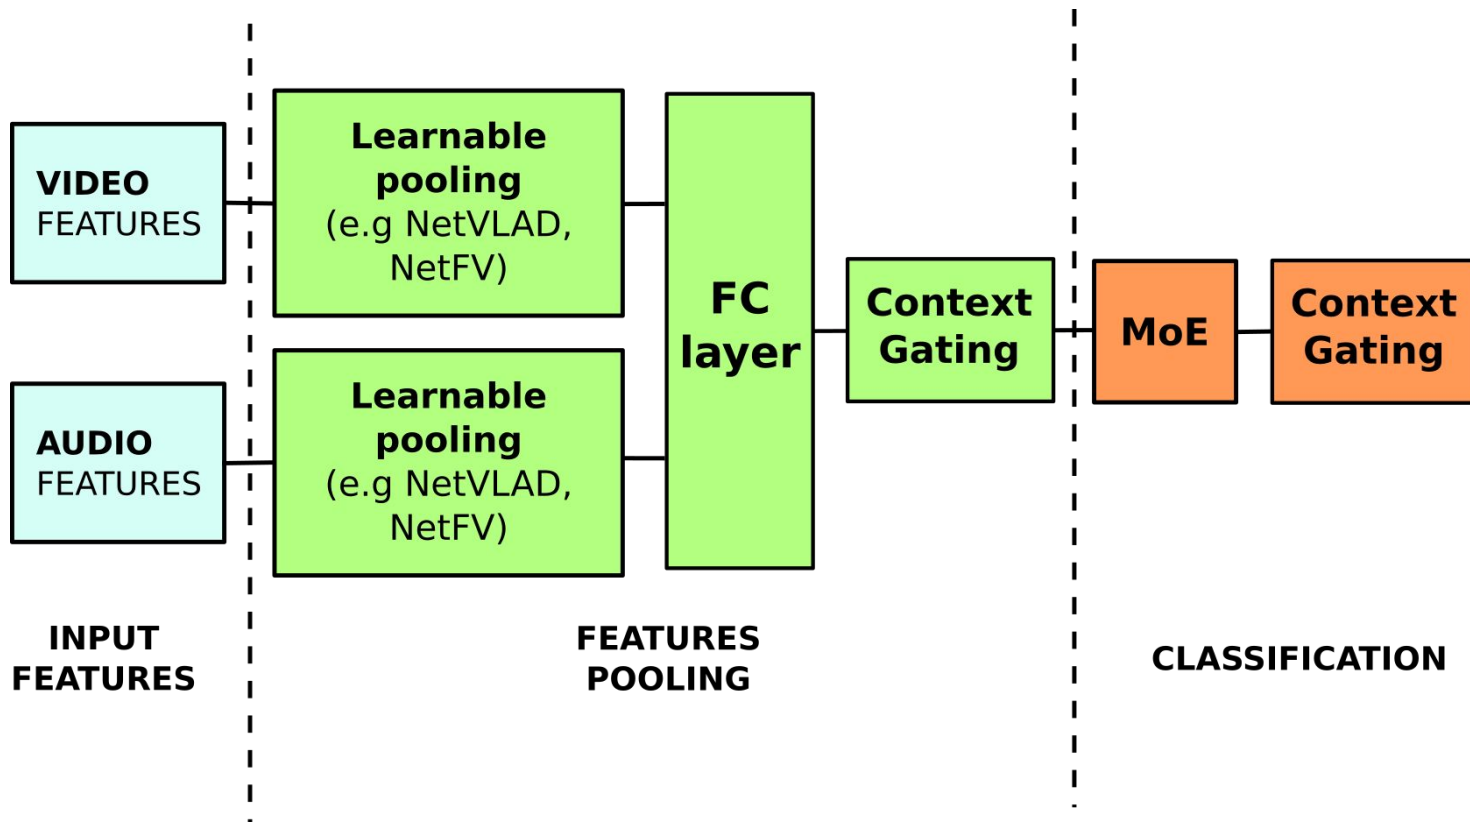 VIDEO
FEATURES
Learnable
pooling
(e.g NetVLAD,
NetFV)
AUDIO
FEATURES
Learnable
pooling
(e.g NetVLAD,
NetFV)
FC
layer
Context
Gating
MoE
Context
Gating
INPUT
FEATURES
FEATURES
POOLING
CLASSIFICATION